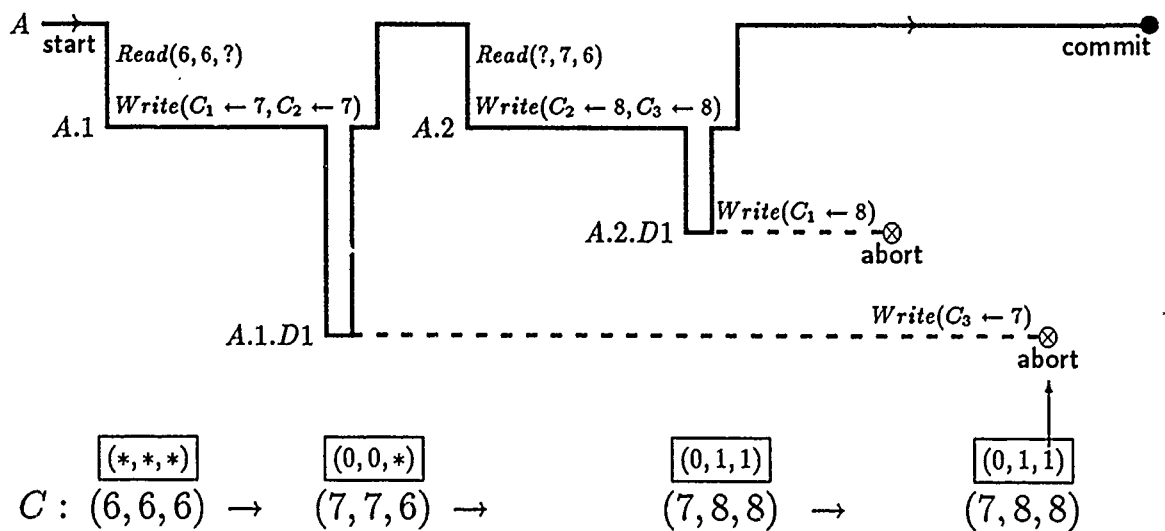 A start commit
Read(6, 6, ?) Read(?, 7, 6)
Write(C₁ ← 7, C₂ ← 7) Write(C₂ ← 8, C₃ ← 8)
A.1 A.2
Write(C₁ ← 8)
A.2.D1
abort
Write(C₃ ← 7)
A.1.D1
abort
(*, *, *) (0, 0, *) (0, 1, 1) (0, 1, 1)
C : (6, 6, 6) → (7, 7, 6) → (7, 8, 8) → (7, 8, 8)